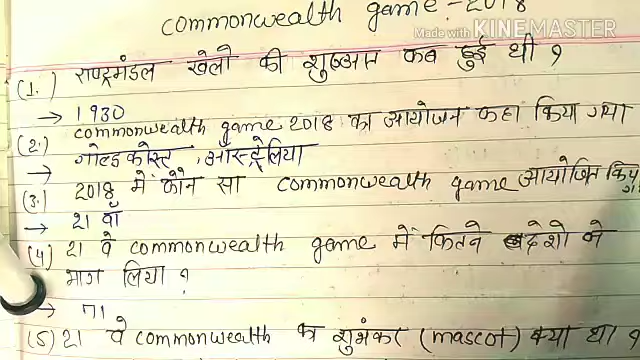 commonwealth game - 2018
Made with KINEMASTER
(1.) राष्ट्रमंडल खेलो की शुरुआत कब हुई थी ?
→ 1930
(2.) commonwealth game 2018 का आयोजन कहा किया गया
→ गोल्ड कोस्ट, ऑस्ट्रेलिया
(3) 2018 में कौन सा commonwealth game आयोजित किया
→ 21 वाँ
(4) 21 वे commonwealth game में कितने देशो ने
भाग लिया ?
→ 71
(5) 21 वे commonwealth का शुभंकर (mascot) क्या था ?